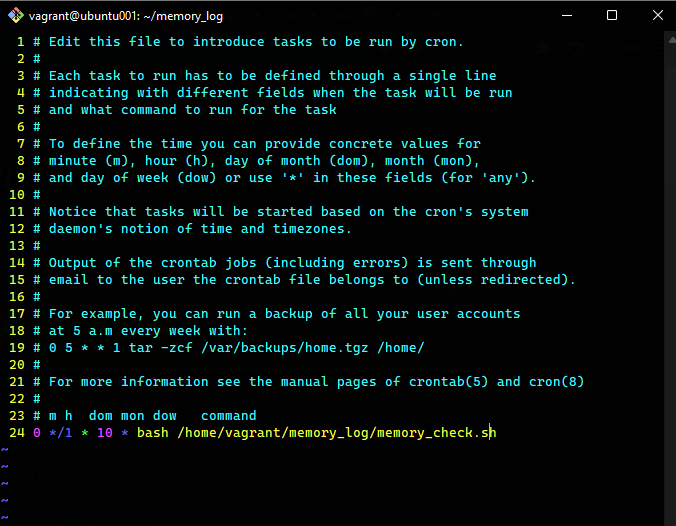 vagrant@ubuntu001: ~/memory_log
1 # Edit this file to introduce tasks to be run by cron.
2 #
3 # Each task to run has to be defined through a single line
4 # indicating with different fields when the task will be run
5 # and what command to run for the task
6 #
7 # To define the time you can provide concrete values for
8 # minute (m), hour (h), day of month (dom), month (mon),
9 # and day of week (dow) or use '*' in these fields (for 'any').
10 #
11 # Notice that tasks will be started based on the cron's system
12 # daemon's notion of time and timezones.
13 #
14 # Output of the crontab jobs (including errors) is sent through
15 # email to the user the crontab file belongs to (unless redirected).
16 #
17 # For example, you can run a backup of all your user accounts
18 # at 5 a.m every week with:
19 # 0 5 * * 1 tar -zcf /var/backups/home.tgz /home/
20 #
21 # For more information see the manual pages of crontab(5) and cron(8)
22 #
23 # m h  dom mon dow   command
24 0 */1 * 10 * bash /home/vagrant/memory_log/memory_check.sh
~
~
~
~
~